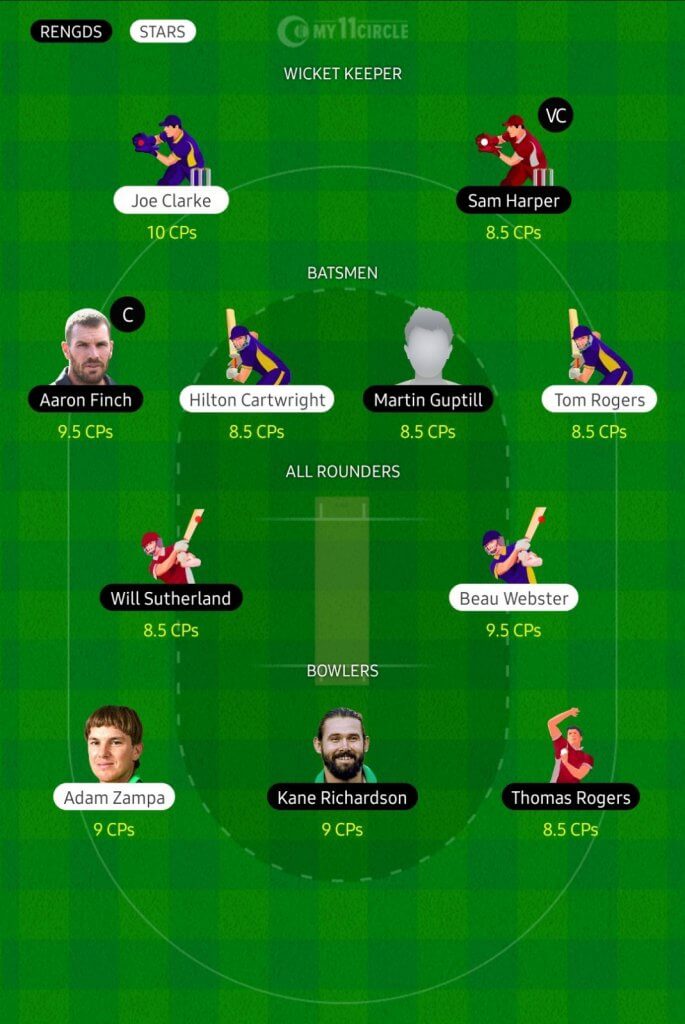 RENGDS STARS MY11CIRCLE
WICKET KEEPER
VC
Joe Clarke Sam Harper
10 CPs 8.5 CPs
BATSMEN
C
Aaron Finch Hilton Cartwright Martin Guptill Tom Rogers
9.5 CPs 8.5 CPs 8.5 CPs 8.5 CPs
ALL ROUNDERS
Will Sutherland Beau Webster
8.5 CPs 9.5 CPs
BOWLERS
Adam Zampa Kane Richardson Thomas Rogers
9 CPs 9 CPs 8.5 CPs